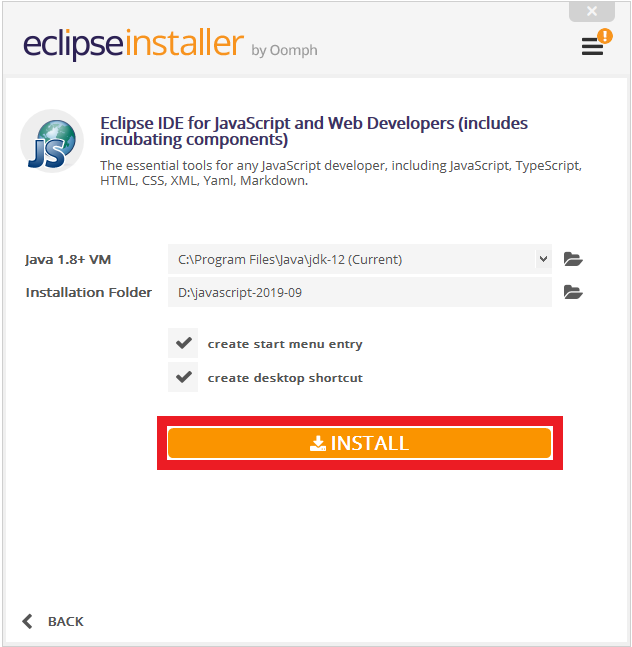 eclipseinstaller by Oomph
!
JS
Eclipse IDE for JavaScript and Web Developers (includes
incubating components)
The essential tools for any JavaScript developer, including JavaScript, TypeScript,
HTML, CSS, XML, Yaml, Markdown.
Java 1.8+ VM C:\Program Files\Java\jdk-12 (Current)
Installation Folder D:\javascript-2019-09
create start menu entry
create desktop shortcut
INSTALL
BACK